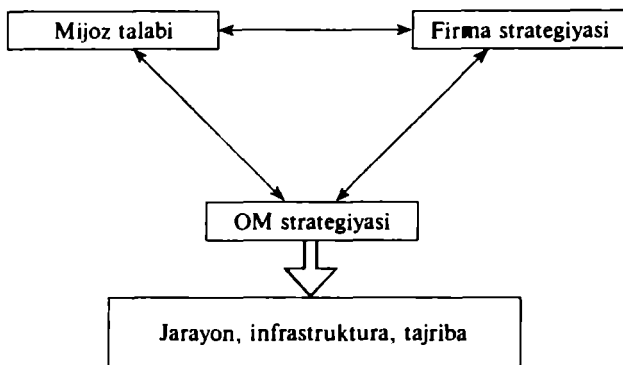 Mijoz talabi
Firma strategiyasi
OM strategiyasi
Jarayon, infrastruktura, tajriba